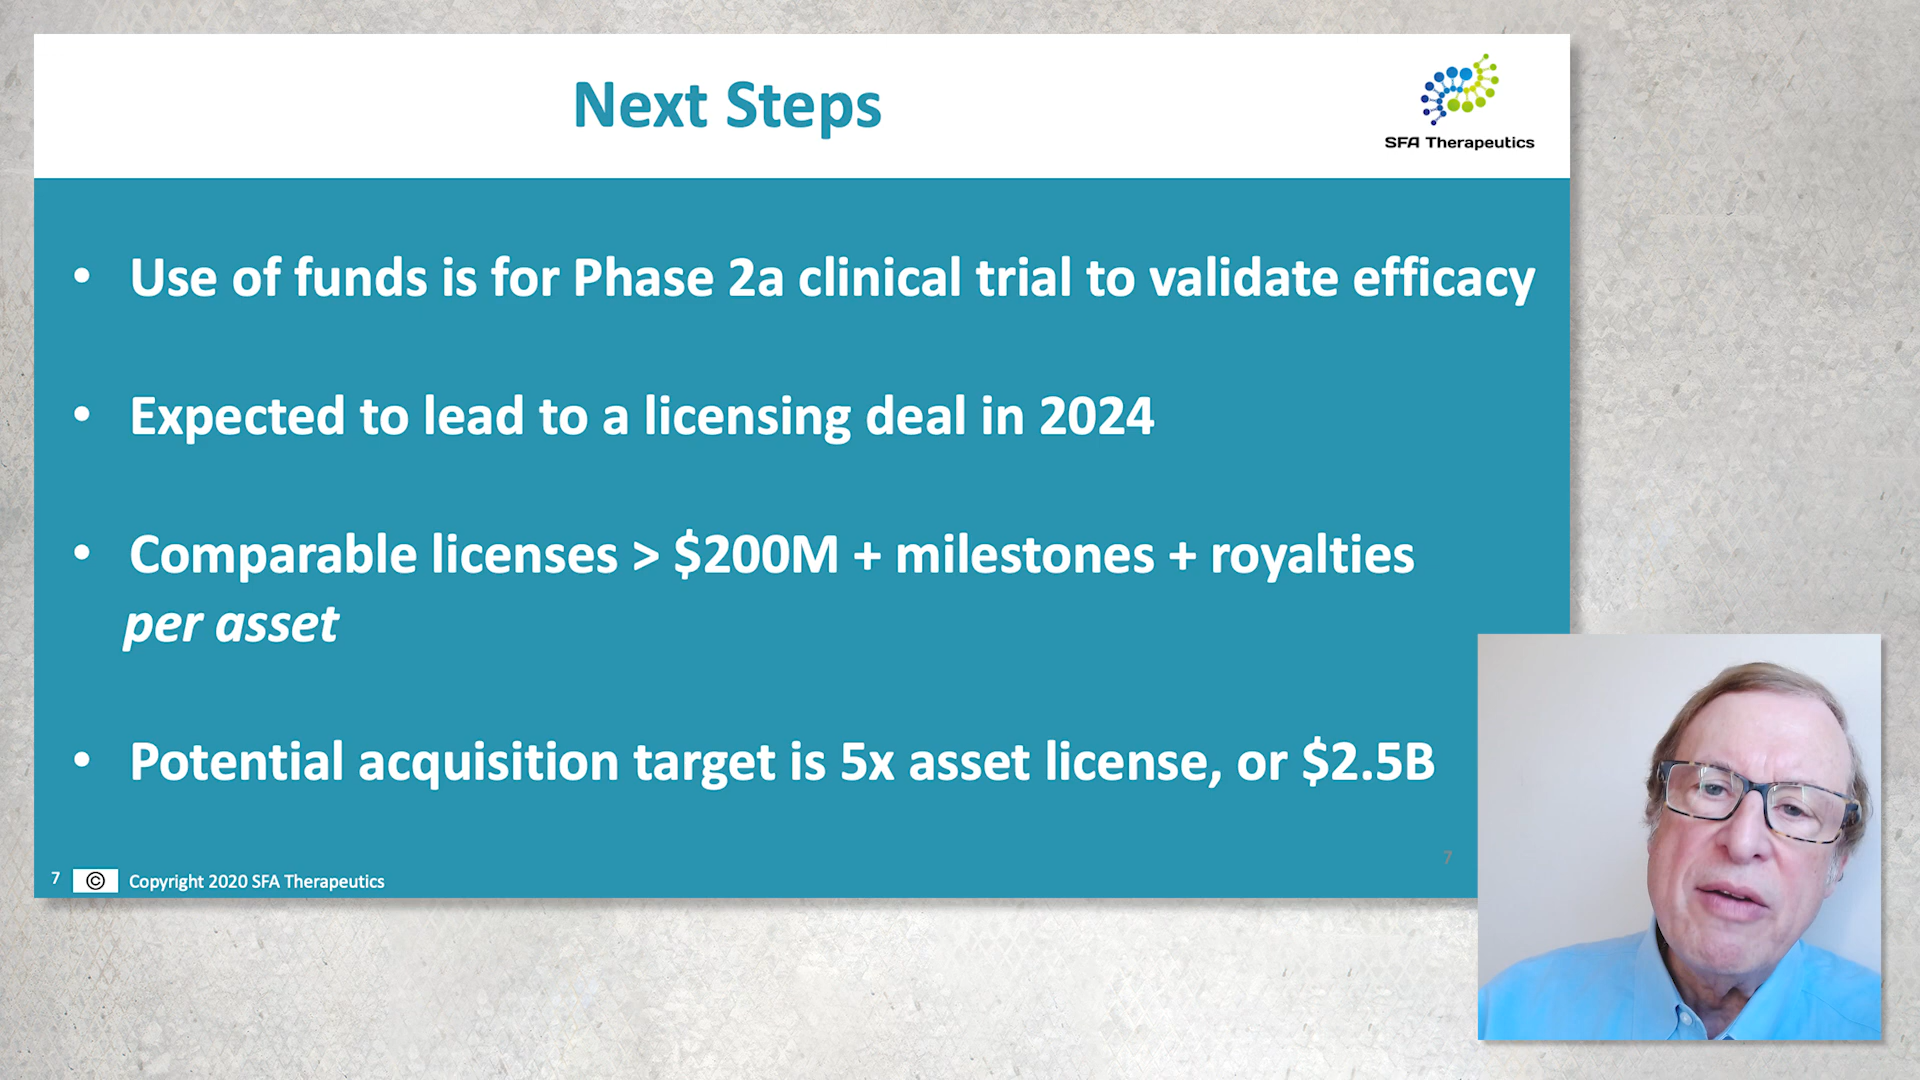 Next Steps
SFA Therapeutics
• Use of funds is for Phase 2a clinical trial to validate efficacy
• Expected to lead to a licensing deal in 2024
• Comparable licenses > $200M + milestones + royalties
per asset
• Potential acquisition target is 5x asset license, or $2.5B
7
7 © Copyright 2020 SFA Therapeutics